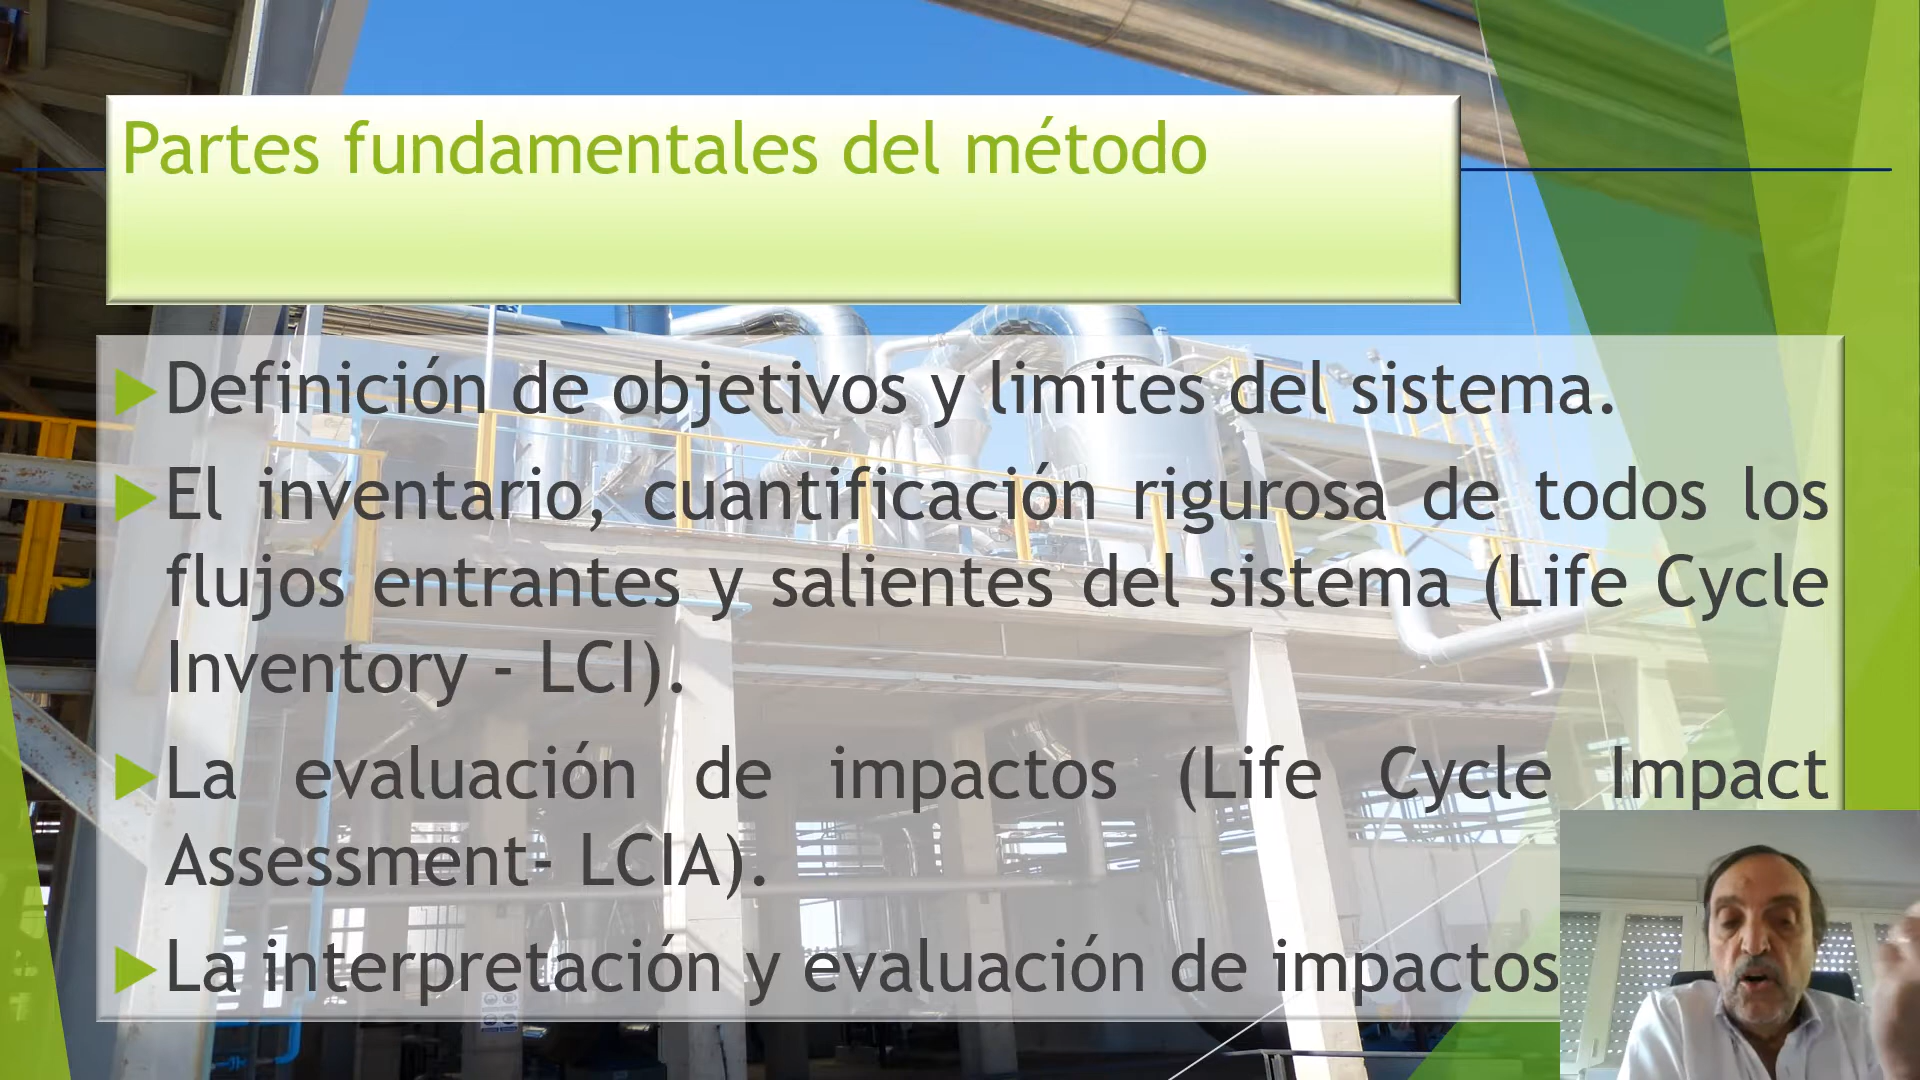 Partes fundamentales del método
Definición de objetivos y limites del sistema.
El inventario, cuantificación rigurosa de todos los
flujos entrantes y salientes del sistema (Life Cycle
Inventory - LCI).
La evaluación de impactos (Life Cycle Impact
Assessment- LCIA).
La interpretación y evaluación de impactos